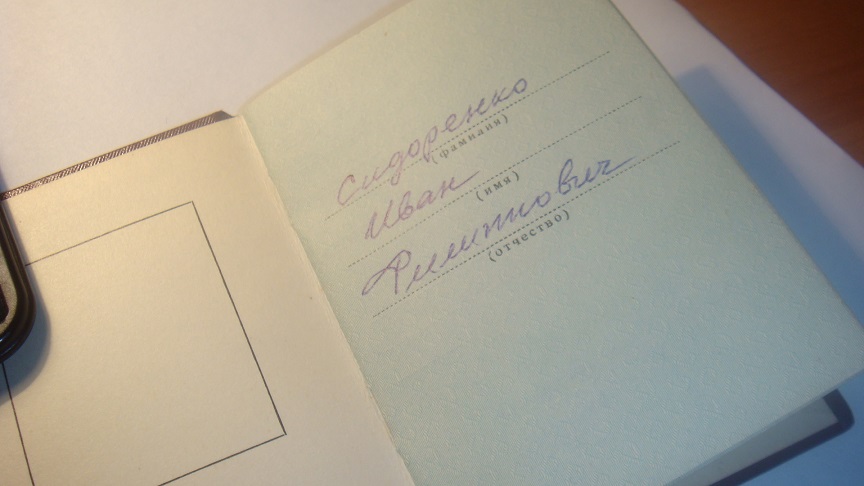 Сидоренко
(фамилия)
Иван
(имя)
(отчество)